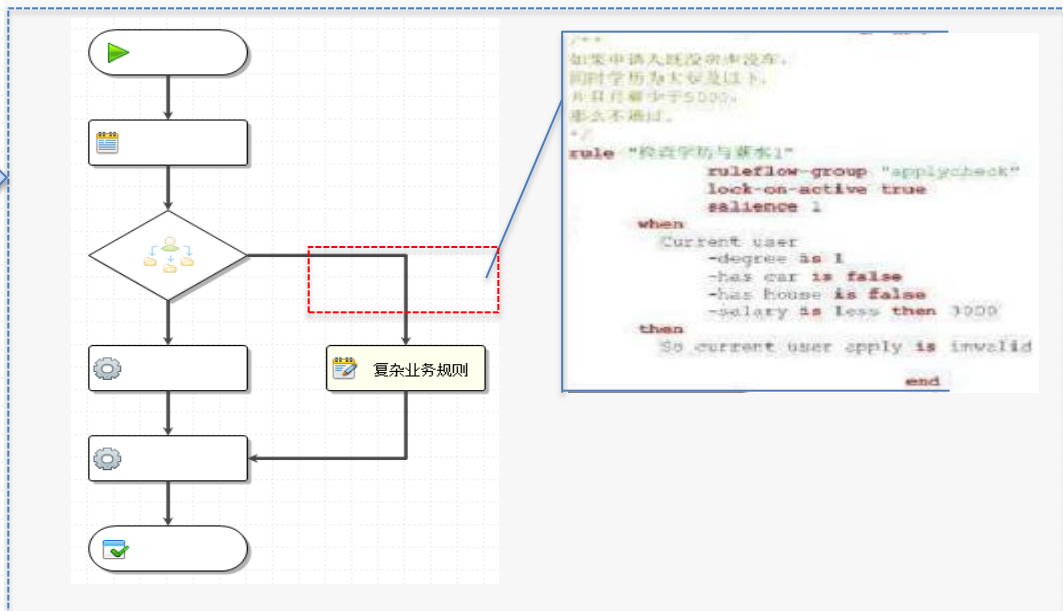 复杂业务规则
/**
如果申请人既没房也没车，
同时学历为大专及以下，
并且月薪少于5000，
那么不通过。
*/
rule "检查学历与薪水1"
ruleflow-group "applycheck"
lock-on-active true
salience 1
when
Current user
-degree is 1
-has car is false
-has house is false
-salary is less then 3000
then
So current user apply is invalid
end